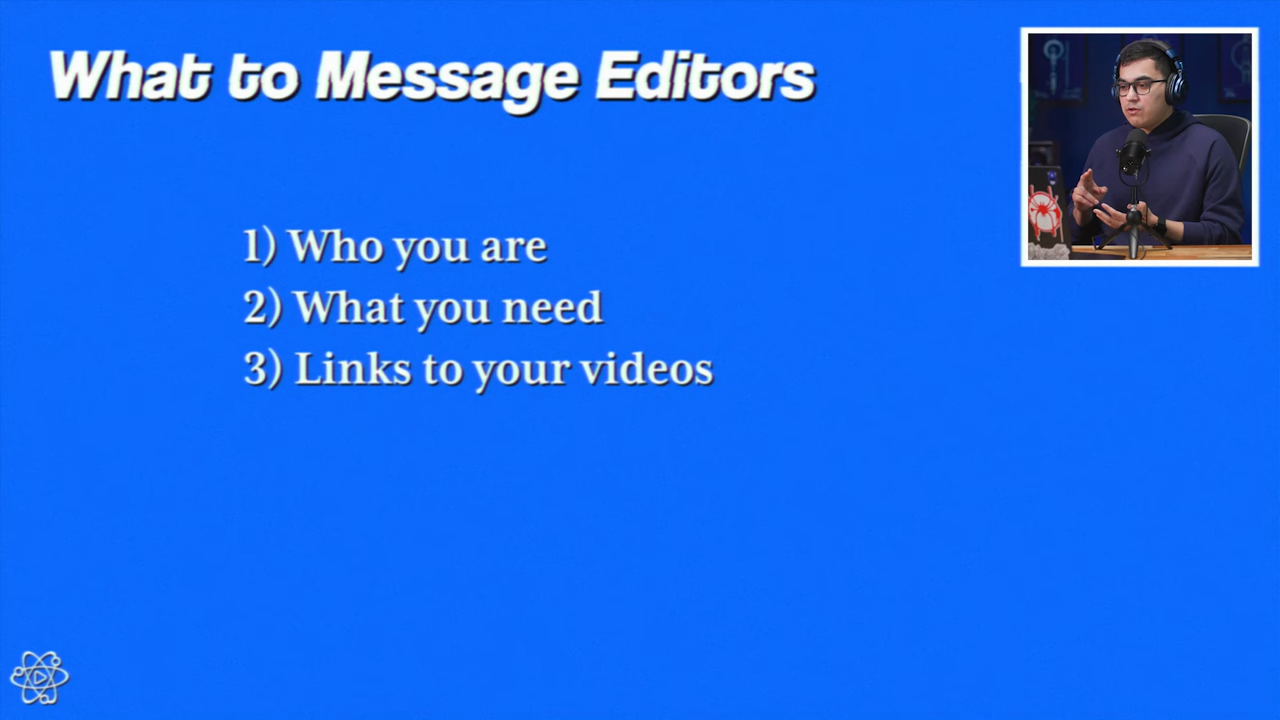 What to Message Editors
1) Who you are
2) What you need
3) Links to your videos